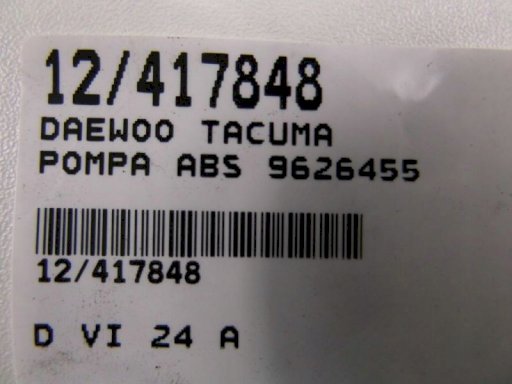 12/417848
DAEWOO TACUMA
POMPA ABS 9626455
12/417848
D VI 24 A